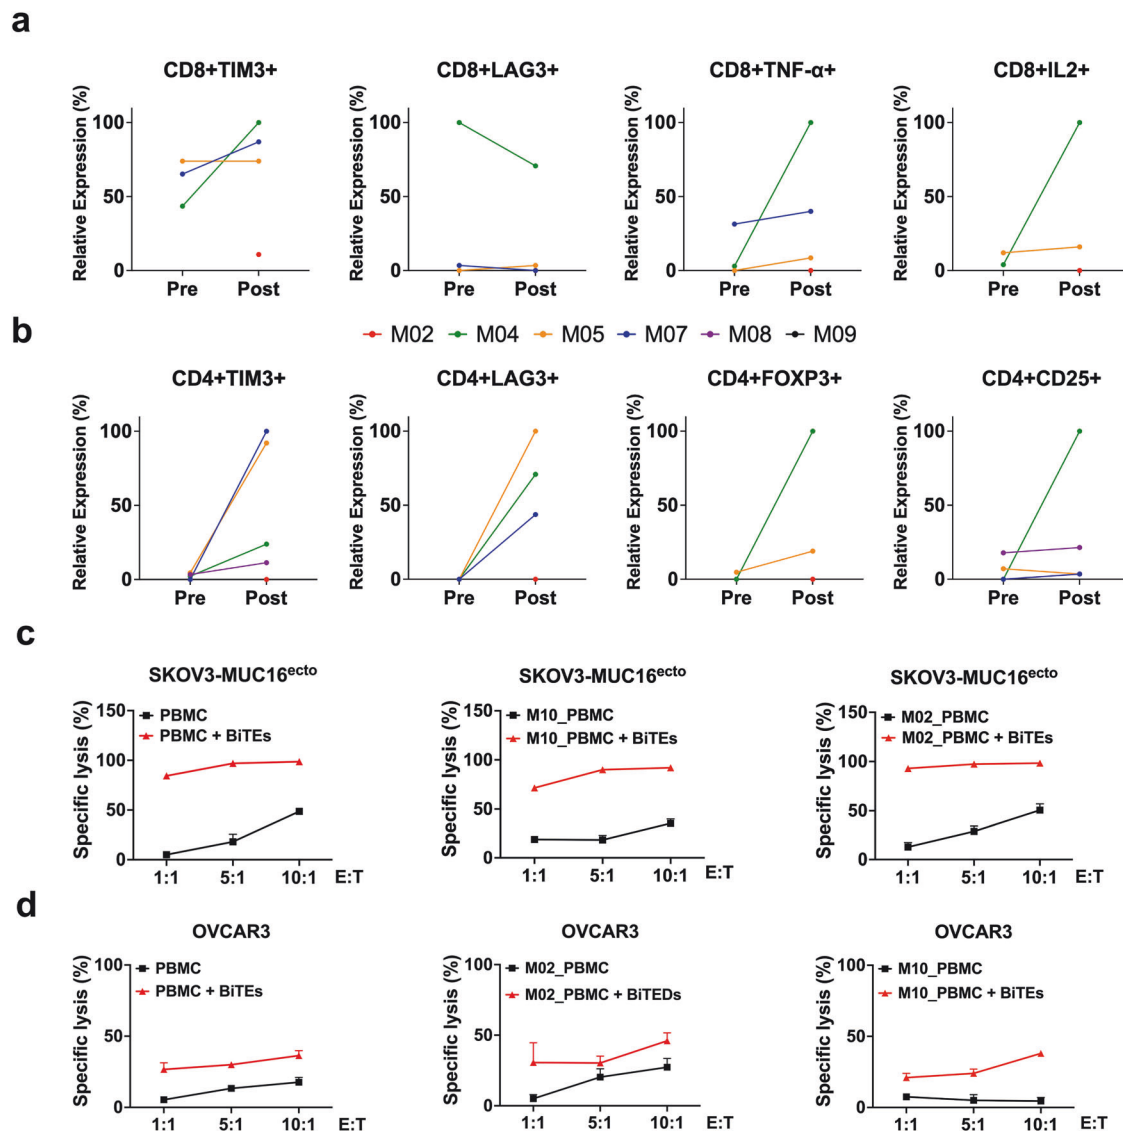 a
CD8+TIM3+
Relative Expression (%)
100
50
0
Pre Post
CD8+LAG3+
Relative Expression (%)
100
50
0
Pre Post
CD8+TNF-α+
Relative Expression (%)
100
50
0
Pre Post
CD8+IL2+
Relative Expression (%)
100
50
0
Pre Post
b
M02 M04 M05 M07 M08 M09
CD4+TIM3+
Relative Expression (%)
100
50
0
Pre Post
CD4+LAG3+
Relative Expression (%)
100
50
0
Pre Post
CD4+FOXP3+
Relative Expression (%)
100
50
0
Pre Post
CD4+CD25+
Relative Expression (%)
100
50
0
Pre Post
c
SKOV3-MUC16ecto
Specific lysis (%)
150
100
50
0
PBMC
PBMC + BiTEs
1:1 5:1 10:1 E:T
SKOV3-MUC16ecto
Specific lysis (%)
150
100
50
0
M10_PBMC
M10_PBMC + BiTEs
1:1 5:1 10:1 E:T
SKOV3-MUC16ecto
Specific lysis (%)
150
100
50
0
M02_PBMC
M02_PBMC + BiTEs
1:1 5:1 10:1 E:T
d
OVCAR3
Specific lysis (%)
100
50
0
PBMC
PBMC + BiTEs
1:1 5:1 10:1 E:T
OVCAR3
Specific lysis (%)
100
50
0
M02_PBMC
M02_PBMC + BiTEDs
1:1 5:1 10:1 E:T
OVCAR3
Specific lysis (%)
100
50
0
M10_PBMC
M10_PBMC + BiTEs
1:1 5:1 10:1 E:T